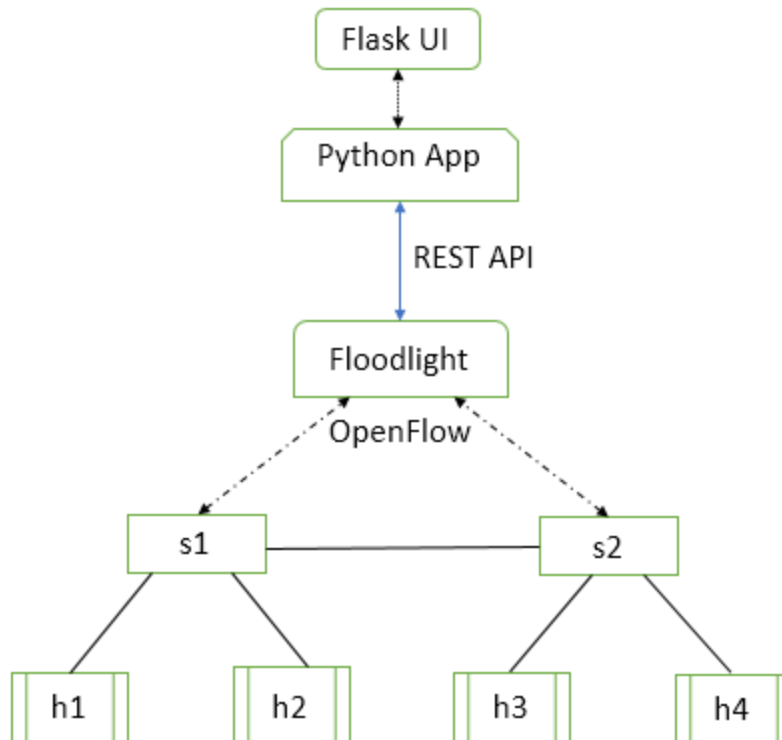 Flask UI
Python App
REST API
Floodlight
OpenFlow
s1
s2
h1
h2
h3
h4